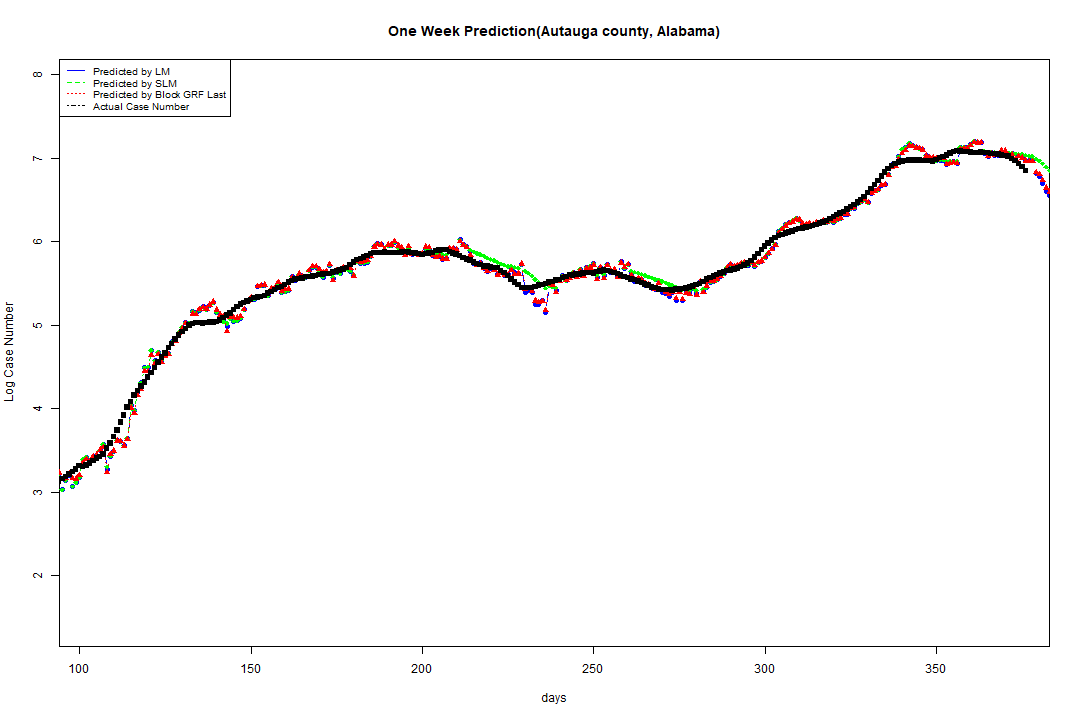 One Week Prediction(Autauga county, Alabama)
Predicted by LM
Predicted by SLM
Predicted by Block GRF Last
Actual Case Number
8
7
6
5
4
3
2
Log Case Number
100 150 200 250 300 350
days